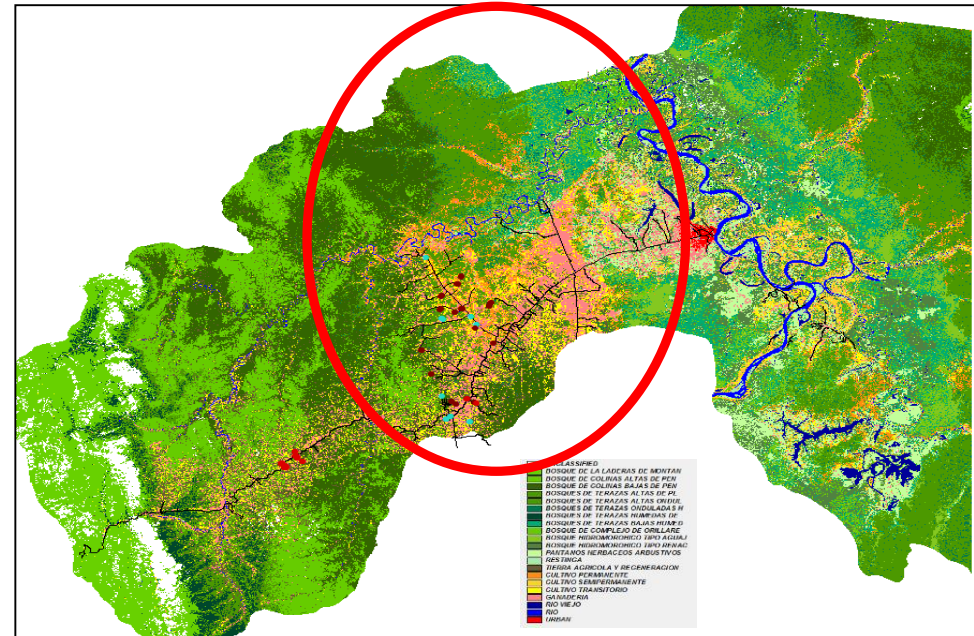 CLASSIFIED
BOSQUE DE LA LADERAS DE MONTAN
BOSQUE DE COLINAS ALTAS DE PEN
BOSQUE DE COLINAS BAJAS DE PEN
BOSQUES DE TERAZAS ALTAS DE PL
BOSQUES DE TERAZAS ALTAS ONDUL
BOSQUES DE TERAZAS ONDULADAS H
BOSQUES DE TERAZAS HUMEDAS DE
BOSQUES DE TERAZAS BAJAS HUMED
BOSQUE DE COMPLEJO DE ORILLARE
BOSQUE HIDROMOROHICO TIPO AGUAJ
BOSQUE HIDROMOROHICO TIPO RENAC
PANTANOS HERBACEOS ARBUSTIVOS
RESTINGA
TIERRA AGRICOLA Y REGENERACION
CULTIVO PERMANENTE
CULTIVO SEMIPERMANENTE
CULTIVO TRANSITORIO
GANADERIA
RIO VIEJO
RIO
URBAN